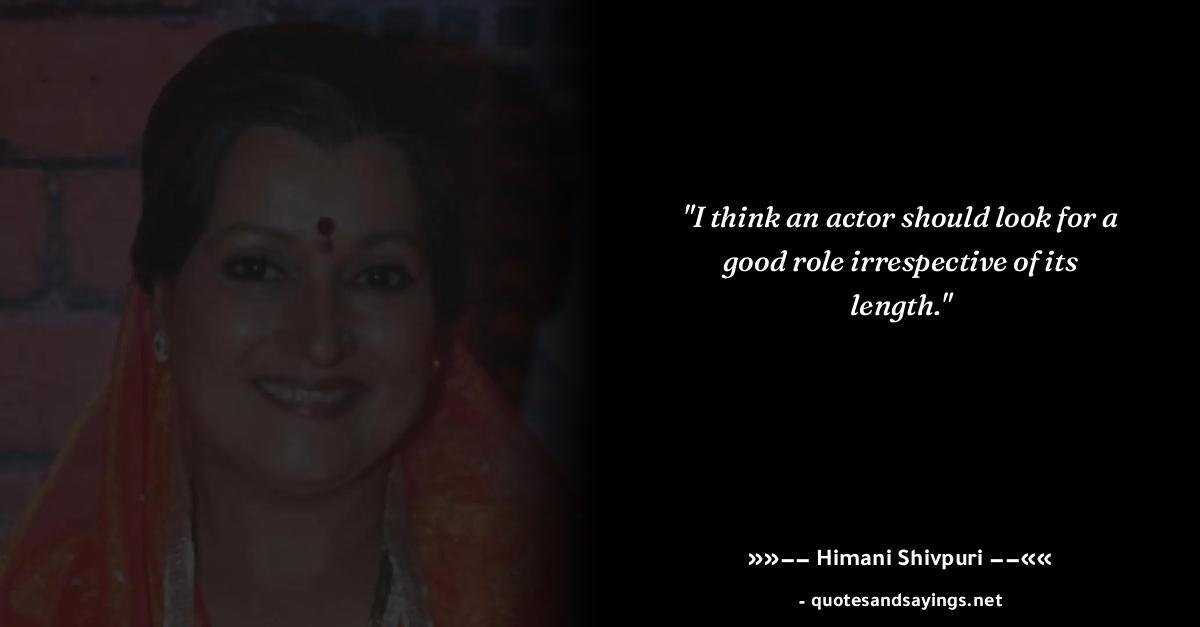 "I think an actor should look for a
good role irrespective of its
length."
»»−− Himani Shivpuri −−««
- quotesandsayings.net